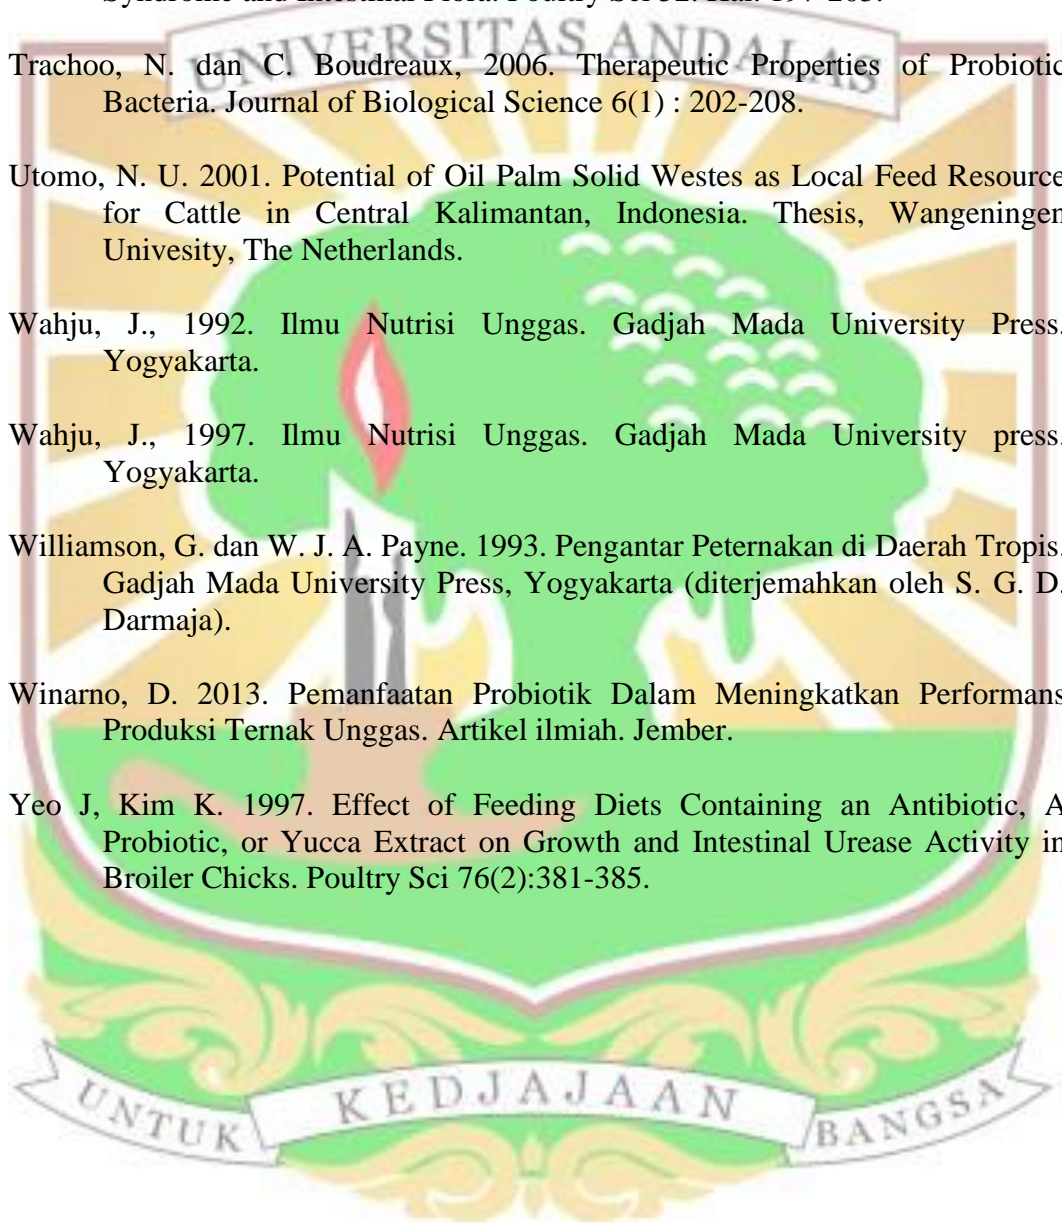 UNIVERSITAS ANDALAS
Trachoo, N. dan C. Boudreaux, 2006. Therapeutic Properties of Probiotic
Bacteria. Journal of Biological Science 6(1) : 202-208.
Utomo, N. U. 2001. Potential of Oil Palm Solid Westes as Local Feed Resource
for Cattle in Central Kalimantan, Indonesia. Thesis, Wangeningen
Univesity, The Netherlands.
Wahju, J., 1992. Ilmu Nutrisi Unggas. Gadjah Mada University Press.
Yogyakarta.
Wahju, J., 1997. Ilmu Nutrisi Unggas. Gadjah Mada University press.
Yogyakarta.
Williamson, G. dan W. J. A. Payne. 1993. Pengantar Peternakan di Daerah Tropis.
Gadjah Mada University Press, Yogyakarta (diterjemahkan oleh S. G. D.
Darmaja).
Winarno, D. 2013. Pemanfaatan Probiotik Dalam Meningkatkan Performans
Produksi Ternak Unggas. Artikel ilmiah. Jember.
Yeo J, Kim K. 1997. Effect of Feeding Diets Containing an Antibiotic, A
Probiotic, or Yucca Extract on Growth and Intestinal Urease Activity in
Broiler Chicks. Poultry Sci 76(2):381-385.
UNTUK KEDJAJAAN BANGSA